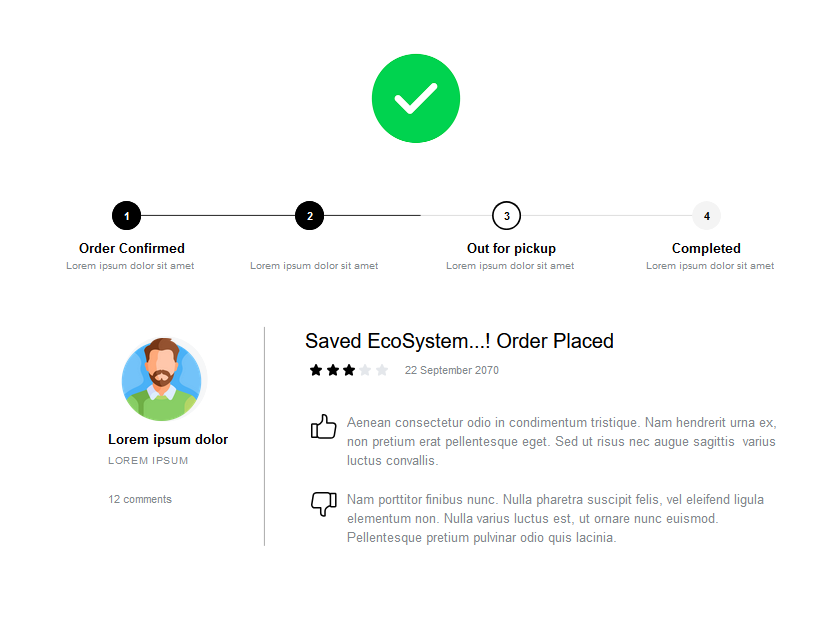 1 2 3 4
Order Confirmed Out for pickup Completed
Lorem ipsum dolor sit amet Lorem ipsum dolor sit amet Lorem ipsum dolor sit amet Lorem ipsum dolor sit amet
Saved EcoSystem...! Order Placed
22 September 2070
Aenean consectetur odio in condimentum tristique. Nam hendrerit urna ex,
non pretium erat pellentesque eget. Sed ut risus nec augue sagittis varius
luctus convallis.
Lorem ipsum dolor
LOREM IPSUM
12 comments
Nam porttitor finibus nunc. Nulla pharetra suscipit felis, vel eleifend ligula
elementum non. Nulla varius luctus est, ut ornare nunc euismod.
Pellentesque pretium pulvinar odio quis lacinia.